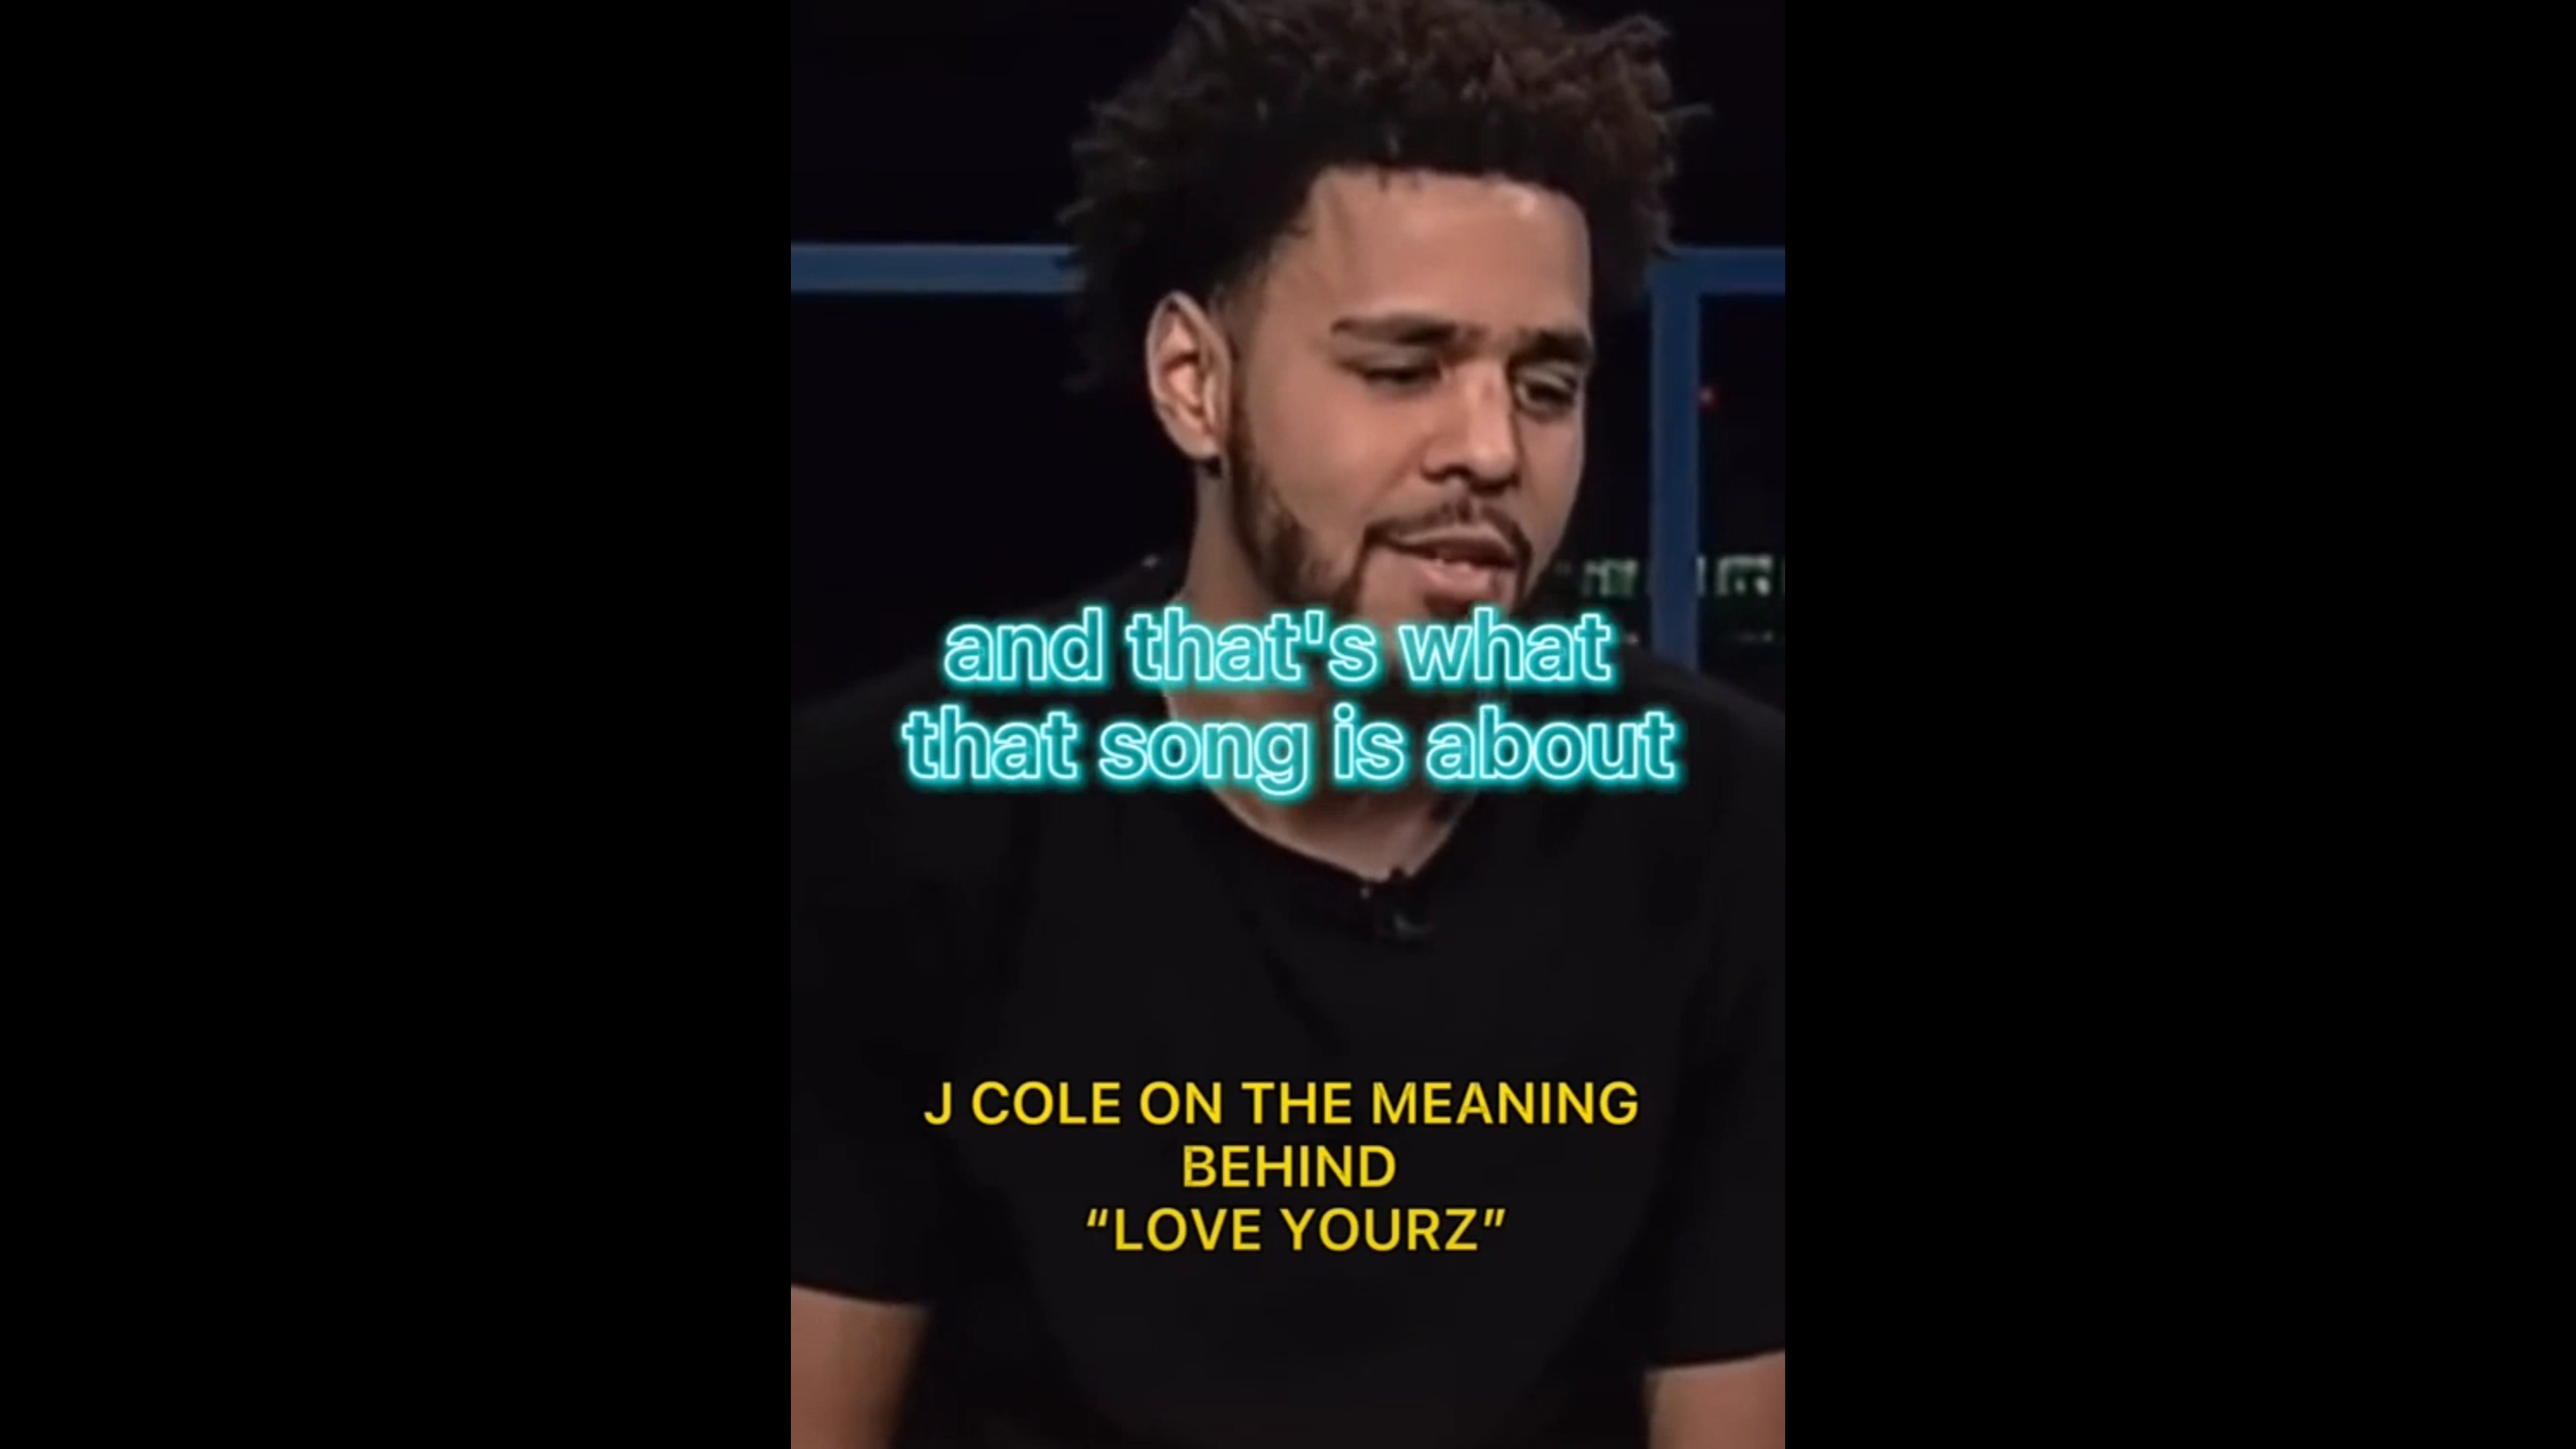 and that's what
that song is about
J COLE ON THE MEANING
BEHIND
“LOVE YOURZ”